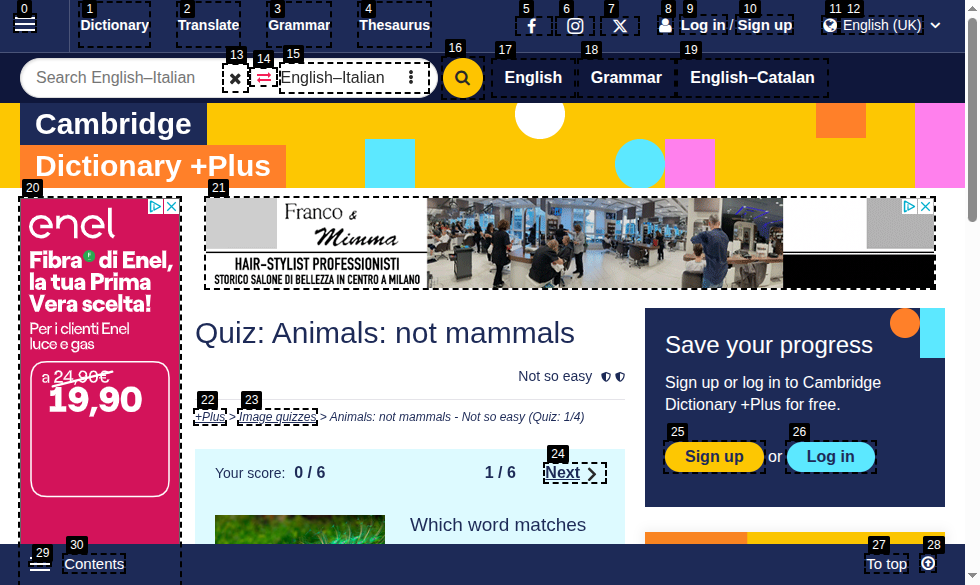 0 1 2 3 4 5 6 7 8 9 10 11 12
Dictionary Translate Grammar Thesaurus Log in / Sign up English (UK)
13 14 15 16 17 18 19
Search English–Italian English–Italian English Grammar English–Catalan
Cambridge
Dictionary +Plus
20 21
enel
Fibra di Enel,
la tua Prima
Vera scelta!
Per i clienti Enel
luce e gas
a 24,90€
19,90
Franco &
Mimma
HAIR-STYLIST PROFESSIONISTI
STORICO SALONE DI BELLEZZA IN CENTRO A MILANO
Quiz: Animals: not mammals
Not so easy
22 23
+Plus > Image quizzes > Animals: not mammals - Not so easy (Quiz: 1/4)
24
Your score: 0 / 6 1 / 6 Next
Which word matches
Save your progress
Sign up or log in to Cambridge
Dictionary +Plus for free.
25 26
Sign up or Log in
29 30 27 28
Contents To top